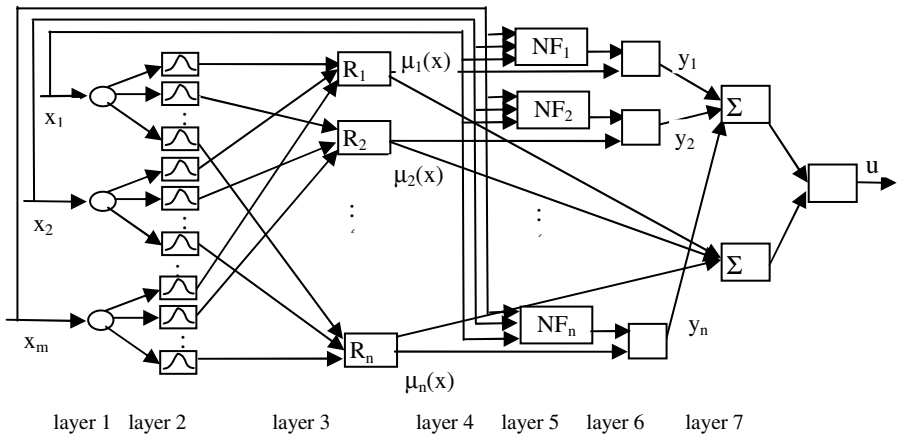 NF₁
y₁
R₁
μ₁(x)
x₁
NF₂
Σ
R₂
y₂
μ₂(x)
u
x₂
Σ
NFₙ
yₙ
xₘ
Rₙ
μₙ(x)
layer 1 layer 2 layer 3 layer 4 layer 5 layer 6 layer 7